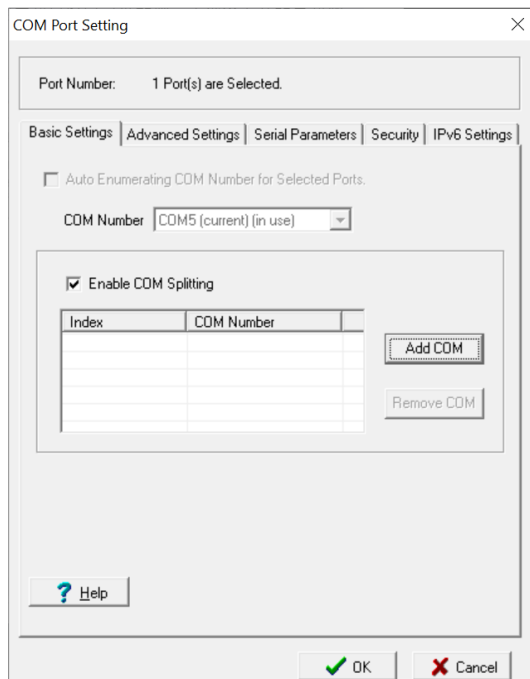 COM Port Setting
Port Number: 1 Port(s) are Selected.
Basic Settings Advanced Settings Serial Parameters Security IPv6 Settings
Auto Enumerating COM Number for Selected Ports.
COM Number COM5 (current) (in use)
Enable COM Splitting
Index COM Number
Add COM
Remove COM
Help
OK Cancel